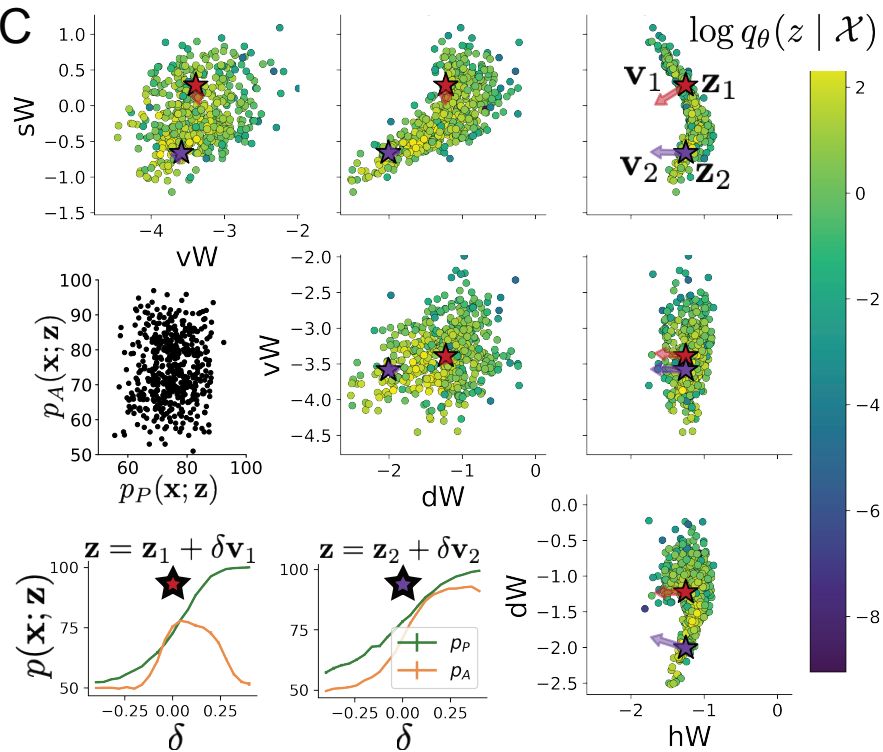 C
log q_θ(z | 𝒳)
sW
1.0
0.5
0.0
−0.5
−1.0
−1.5
−4
−3
−2
vW
v₁
z₁
v₂
z₂
2
0
−2
−4
−6
−8
p_A(x; z)
100
90
80
70
60
50
60
80
100
p_P(x; z)
vW
−2.0
−2.5
−3.0
−3.5
−4.0
−4.5
−2
−1
0
dW
z = z₁ + δv₁
p(x; z)
100
75
50
−0.25
0.00
0.25
δ
z = z₂ + δv₂
100
75
50
p_P
p_A
−0.25
0.00
0.25
δ
dW
0.0
−0.5
−1.0
−1.5
−2.0
−2.5
−2
−1
0
hW